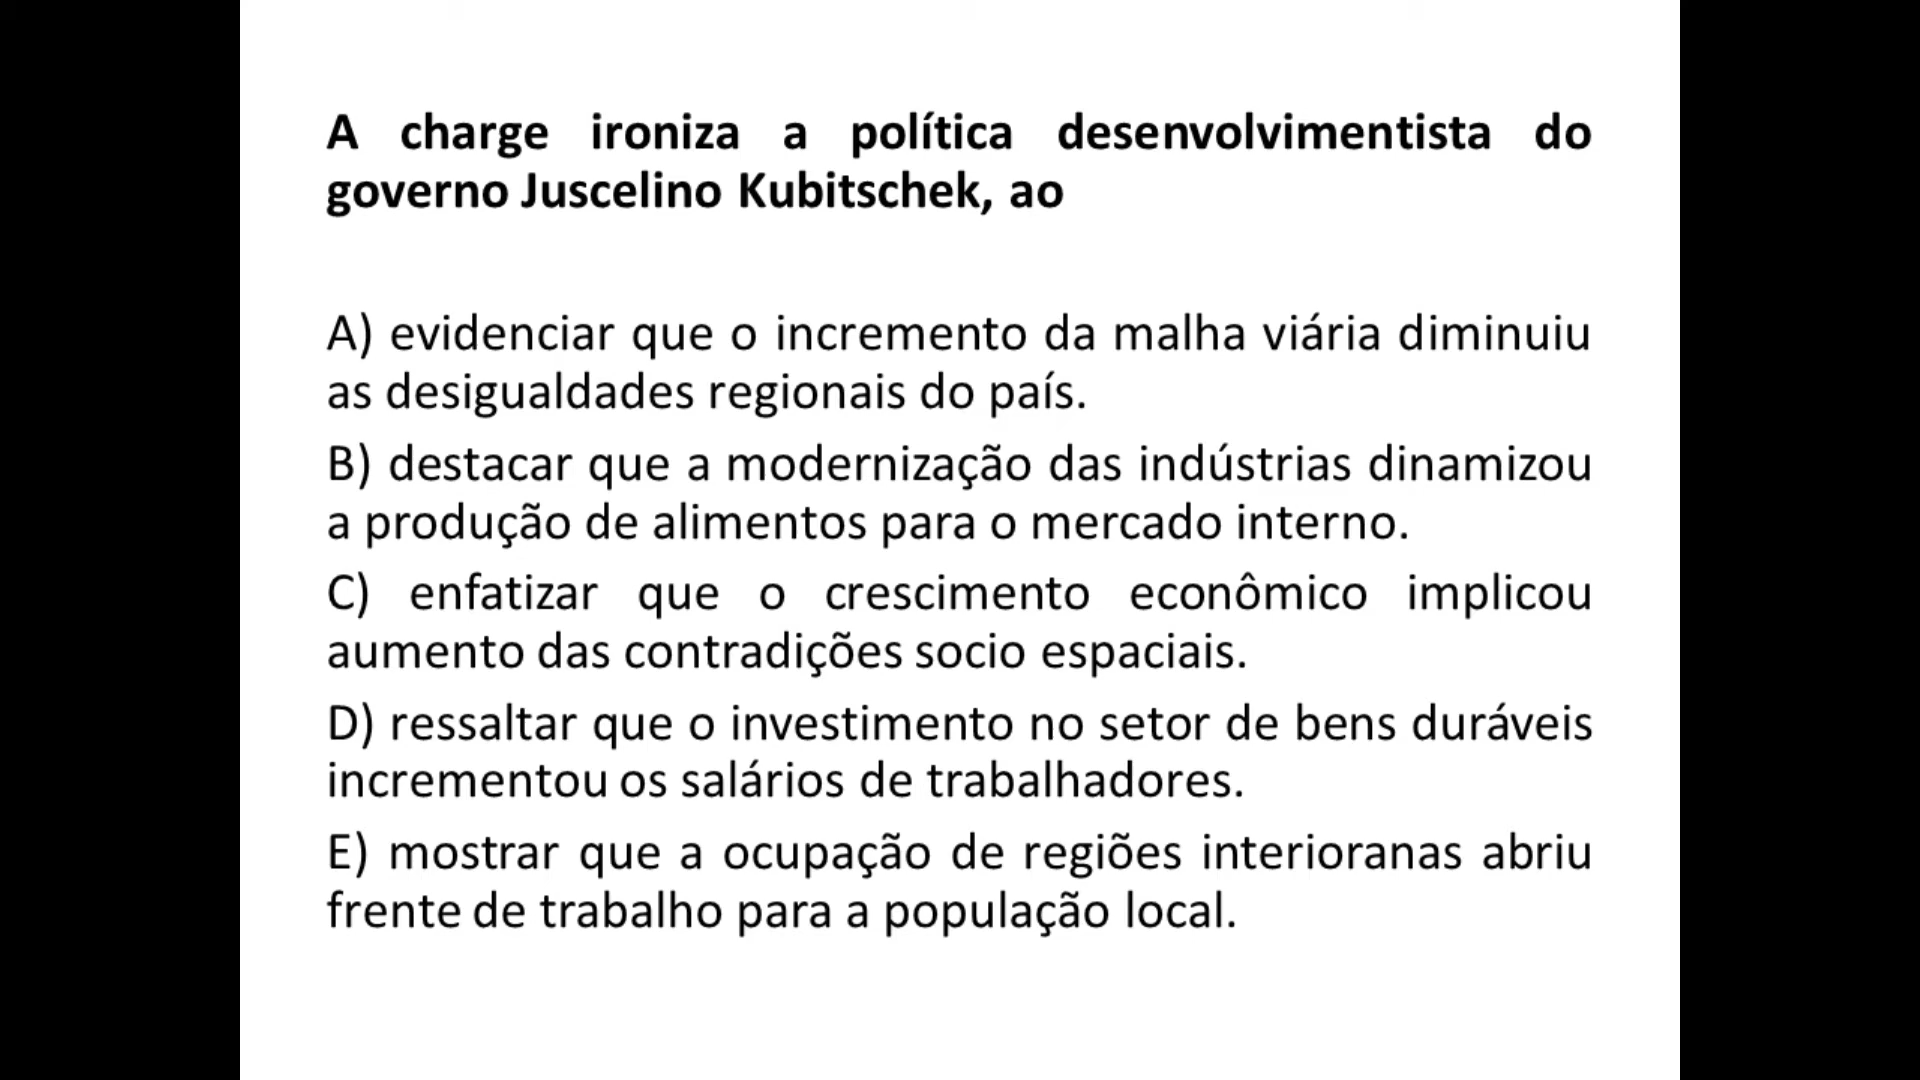 A charge ironiza a política desenvolvimentista do
governo Juscelino Kubitschek, ao
A) evidenciar que o incremento da malha viária diminuiu
as desigualdades regionais do país.
B) destacar que a modernização das indústrias dinamizou
a produção de alimentos para o mercado interno.
C) enfatizar que o crescimento econômico implicou
aumento das contradições socio espaciais.
D) ressaltar que o investimento no setor de bens duráveis
incrementou os salários de trabalhadores.
E) mostrar que a ocupação de regiões interioranas abriu
frente de trabalho para a população local.